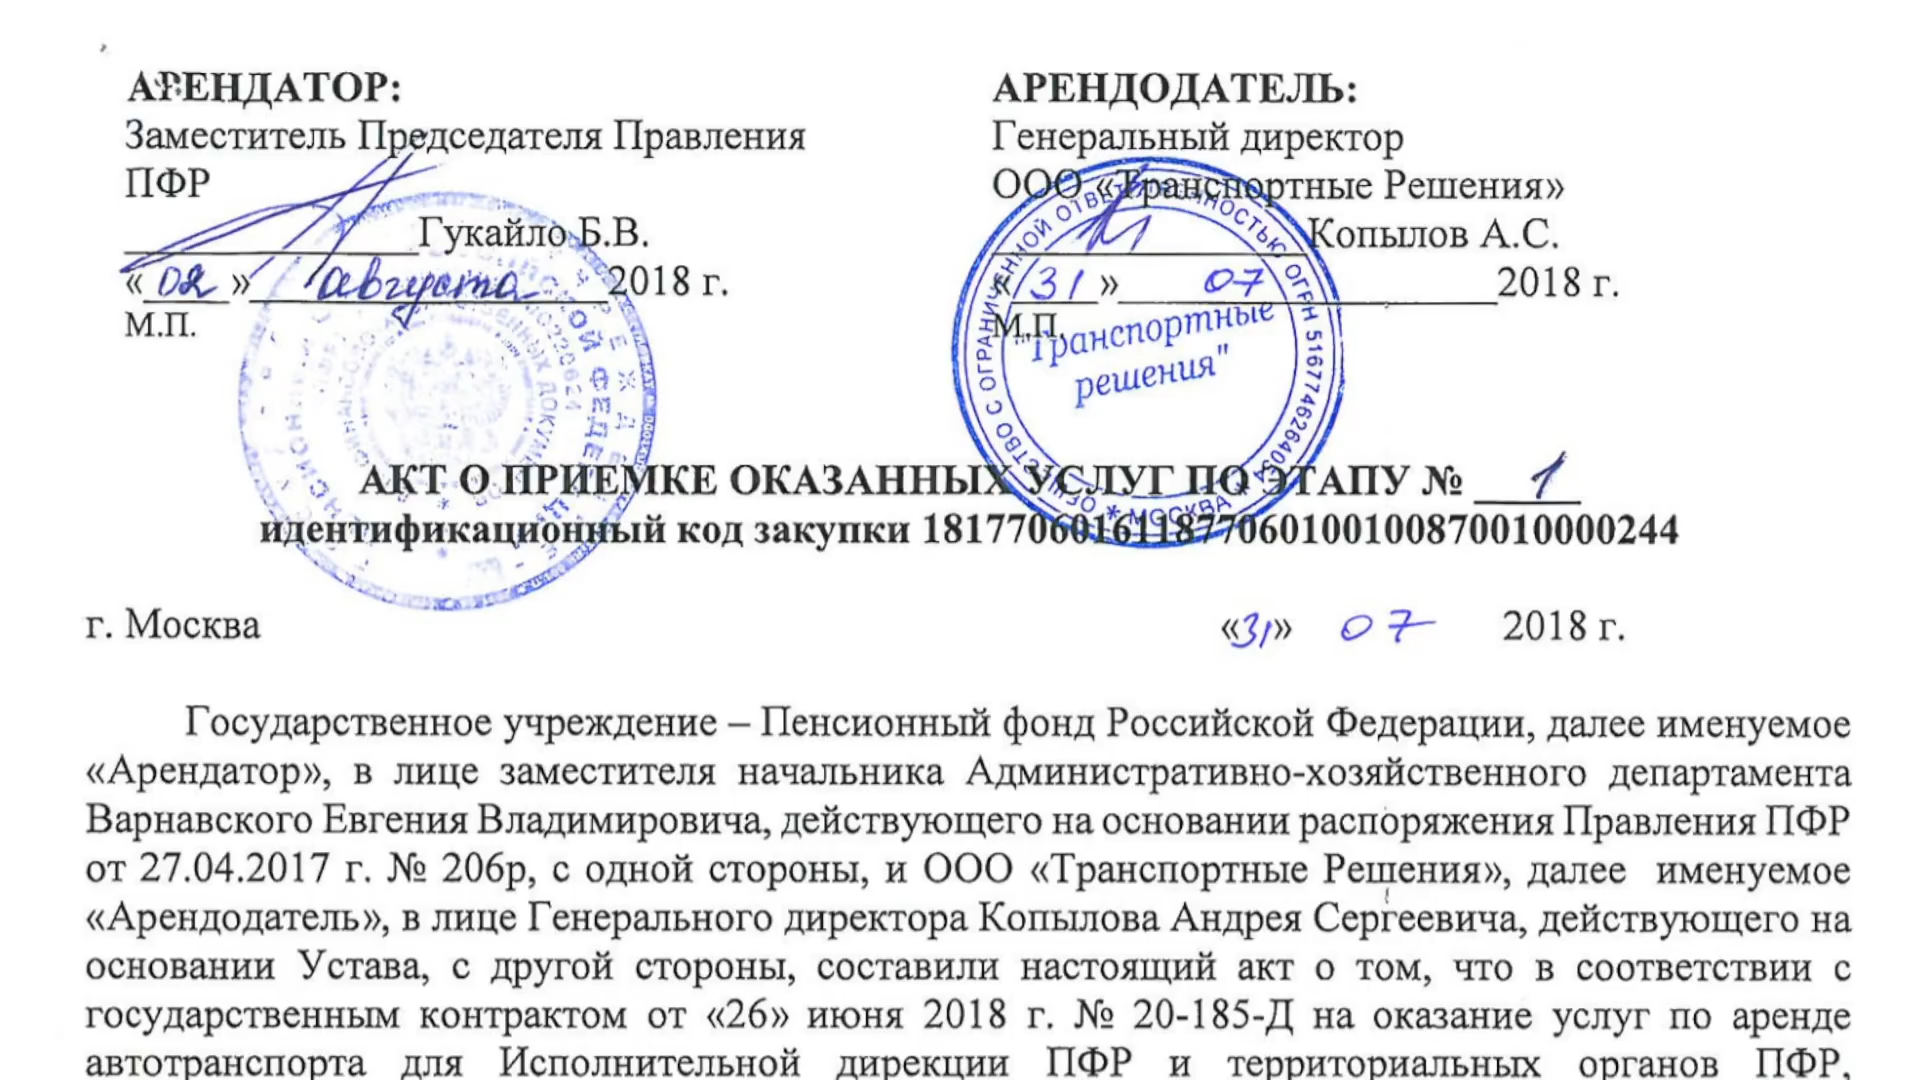 АРЕНДАТОР:
Заместитель Председателя Правления
ПФР
Гукайло Б.В.
«02» августа 2018 г.
М.П.
АРЕНДОДАТЕЛЬ:
Генеральный директор
ООО «Транспортные Решения»
Копылов А.С.
«31» 07 2018 г.
М.П.
"Транспортные
решения"
ОБЩЕСТВО С ОГРАНИЧЕННОЙ ОТВЕТСТВЕННОСТЬЮ ОГРН 5167746264054 * МОСКВА *
АКТ О ПРИЕМКЕ ОКАЗАННЫХ УСЛУГ ПО ЭТАПУ № 1
идентификационный код закупки 181770601611877060100100870010000244
г. Москва «31» 07 2018 г.
Государственное учреждение – Пенсионный фонд Российской Федерации, далее именуемое
«Арендатор», в лице заместителя начальника Административно-хозяйственного департамента
Варнавского Евгения Владимировича, действующего на основании распоряжения Правления ПФР
от 27.04.2017 г. № 206р, с одной стороны, и ООО «Транспортные Решения», далее именуемое
«Арендодатель», в лице Генерального директора Копылова Андрея Сергеевича, действующего на
основании Устава, с другой стороны, составили настоящий акт о том, что в соответствии с
государственным контрактом от «26» июня 2018 г. № 20-185-Д на оказание услуг по аренде
автотранспорта для Исполнительной дирекции ПФР и территориальных органов ПФР,